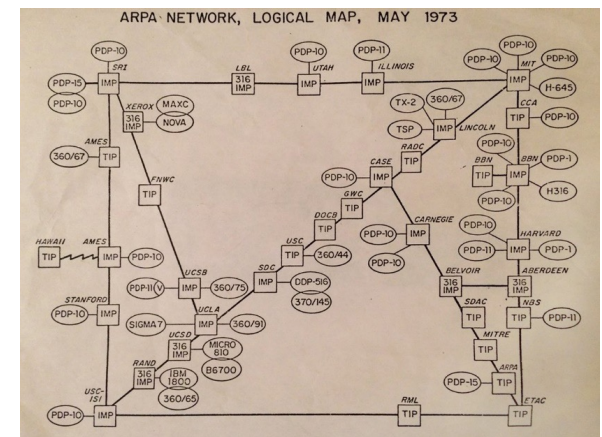 ARPA NETWORK, LOGICAL MAP, MAY 1973
PDP-10
PDP-10
PDP-11
PDP-10
PDP-10
PDP-10
SRI
LBL
UTAH
ILLINOIS
MIT
PDP-15
IMP
316
IMP
IMP
IMP
IMP
PDP-10
H-645
XEROX
MAXC
TX-2
360/67
CCA
316
IMP
NOVA
TSP
IMP
LINCOLN
TIP
PDP-10
AMES
RADC
PDP-10
360/67
TIP
TIP
BBN
BBN
PDP-1
CASE
TIP
IMP
FNWC
PDP-10
IMP
H316
TIP
GWC
PDP-10
TIP
DOCB
CARNEGIE
PDP-10
HARVARD
HAWAII
AMES
USC
TIP
PDP-10
IMP
TIP
IMP
PDP-10
TIP
360/44
PDP-10
PDP-11
IMP
PDP-1
SDC
BELVOIR
ABERDEEN
UCSB
IMP
DDP-516
316
IMP
316
IMP
PDP-11
V
IMP
360/75
370/145
STANFORD
UCLA
SDAC
NBS
PDP-10
IMP
SIGMA7
IMP
360/91
TIP
TIP
PDP-11
UCSD
MITRE
316
IMP
MICRO
810
TIP
RAND
B6700
ARPA
316
IMP
IBM
1800
PDP-15
TIP
USC-
ISI
360/65
RML
ETAC
PDP-10
IMP
TIP
TIP